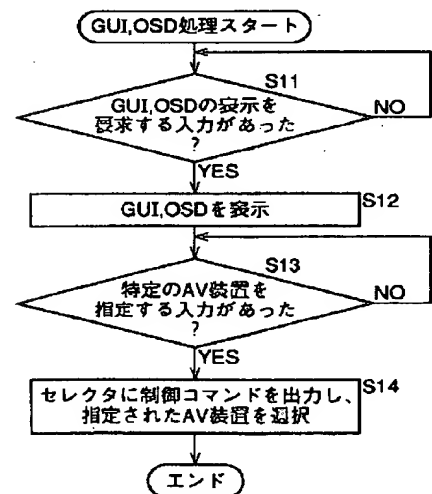 GUI,OSD処理スタート
S11
GUI,OSDの表示を
要求する入力があった
?
NO
YES
S12
GUI,OSDを表示
S13
特定のAV装置を
指定する入力があった
?
NO
YES
S14
セレクタに制御コマンドを出力し、
指定されたAV装置を選択
エンド